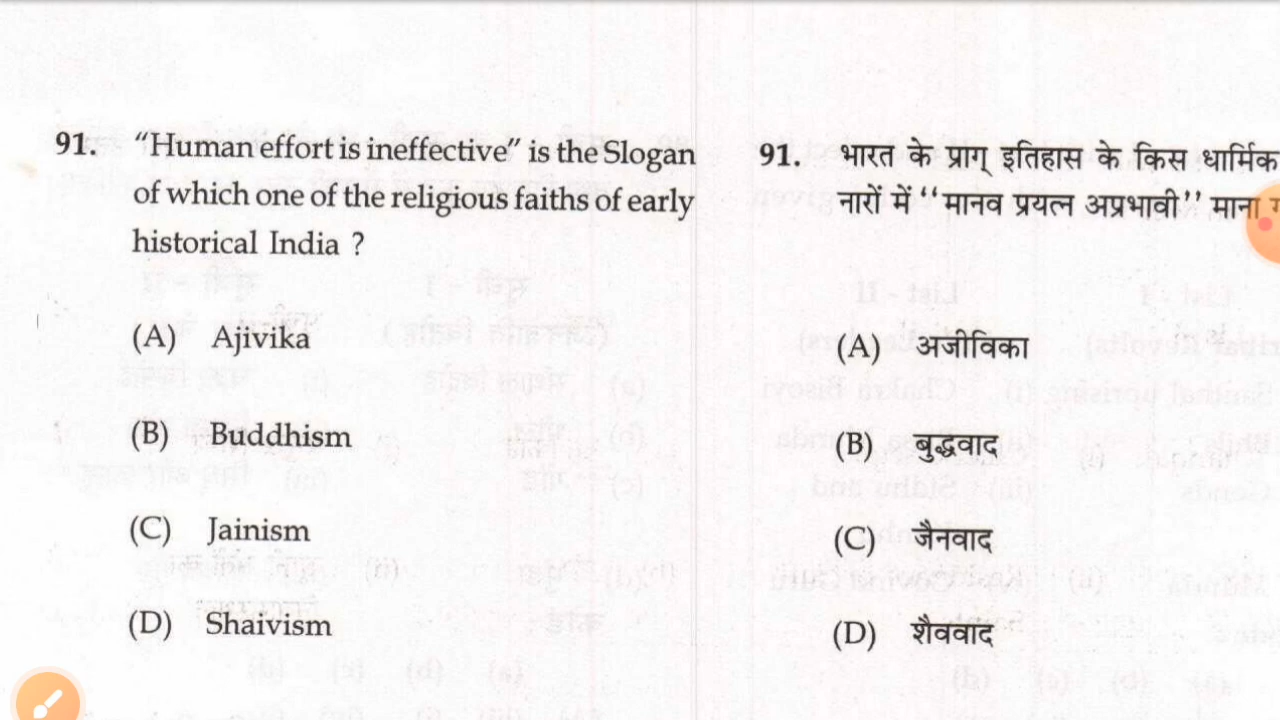 91. “Human effort is ineffective” is the Slogan
of which one of the religious faiths of early
historical India ?
(A) Ajivika
(B) Buddhism
(C) Jainism
(D) Shaivism
91. भारत के प्राग् इतिहास के किस धार्मिक
नारों में ‘‘मानव प्रयत्न अप्रभावी’’ माना
(A) अजीविका
(B) बुद्धवाद
(C) जैनवाद
(D) शैववाद